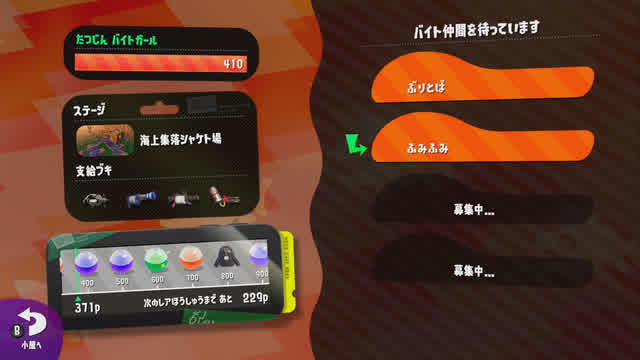 たつじん バイトガール
410
ステージ
海上集落シャケト場
支給ブキ
400 500 600 700 800 900
371p 次のレアほうしゅうまで あと 229p
B
小屋へ
バイト仲間を待っています
ぶりとば
ふみふみ
募集中...
募集中...